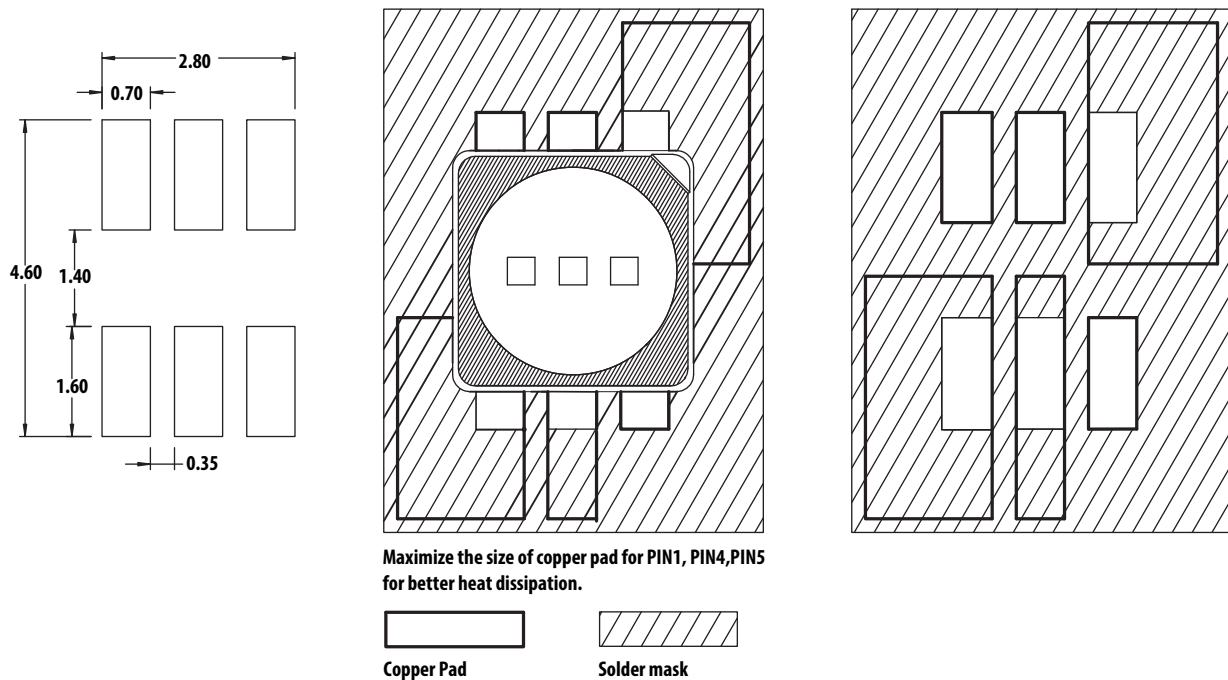 2.80
0.70
4.60
1.40
1.60
0.35
Maximize the size of copper pad for PIN1, PIN4,PIN5
for better heat dissipation.
Copper Pad
Solder mask